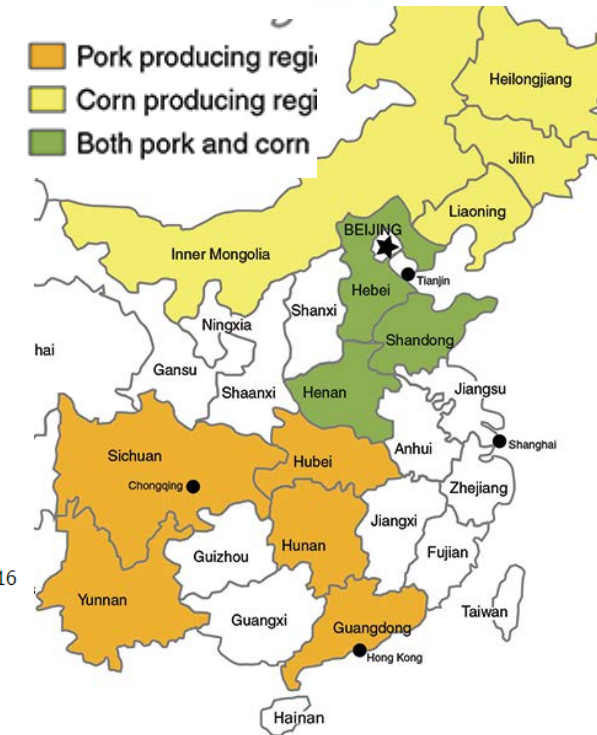 Pork producing regi
Corn producing regi
Both pork and corn
Heilongjiang
Jilin
Liaoning
BEIJING
Inner Mongolia
Tianjin
Hebei
Shanxi
Ningxia
Shandong
hai
Gansu
Shaanxi
Henan
Jiangsu
Shanghai
Anhui
Sichuan
Hubei
Chongqing
Zhejiang
Jiangxi
Hunan
Guizhou
Fujian
16
Yunnan
Guangxi
Taiwan
Guangdong
Hong Kong
Hainan